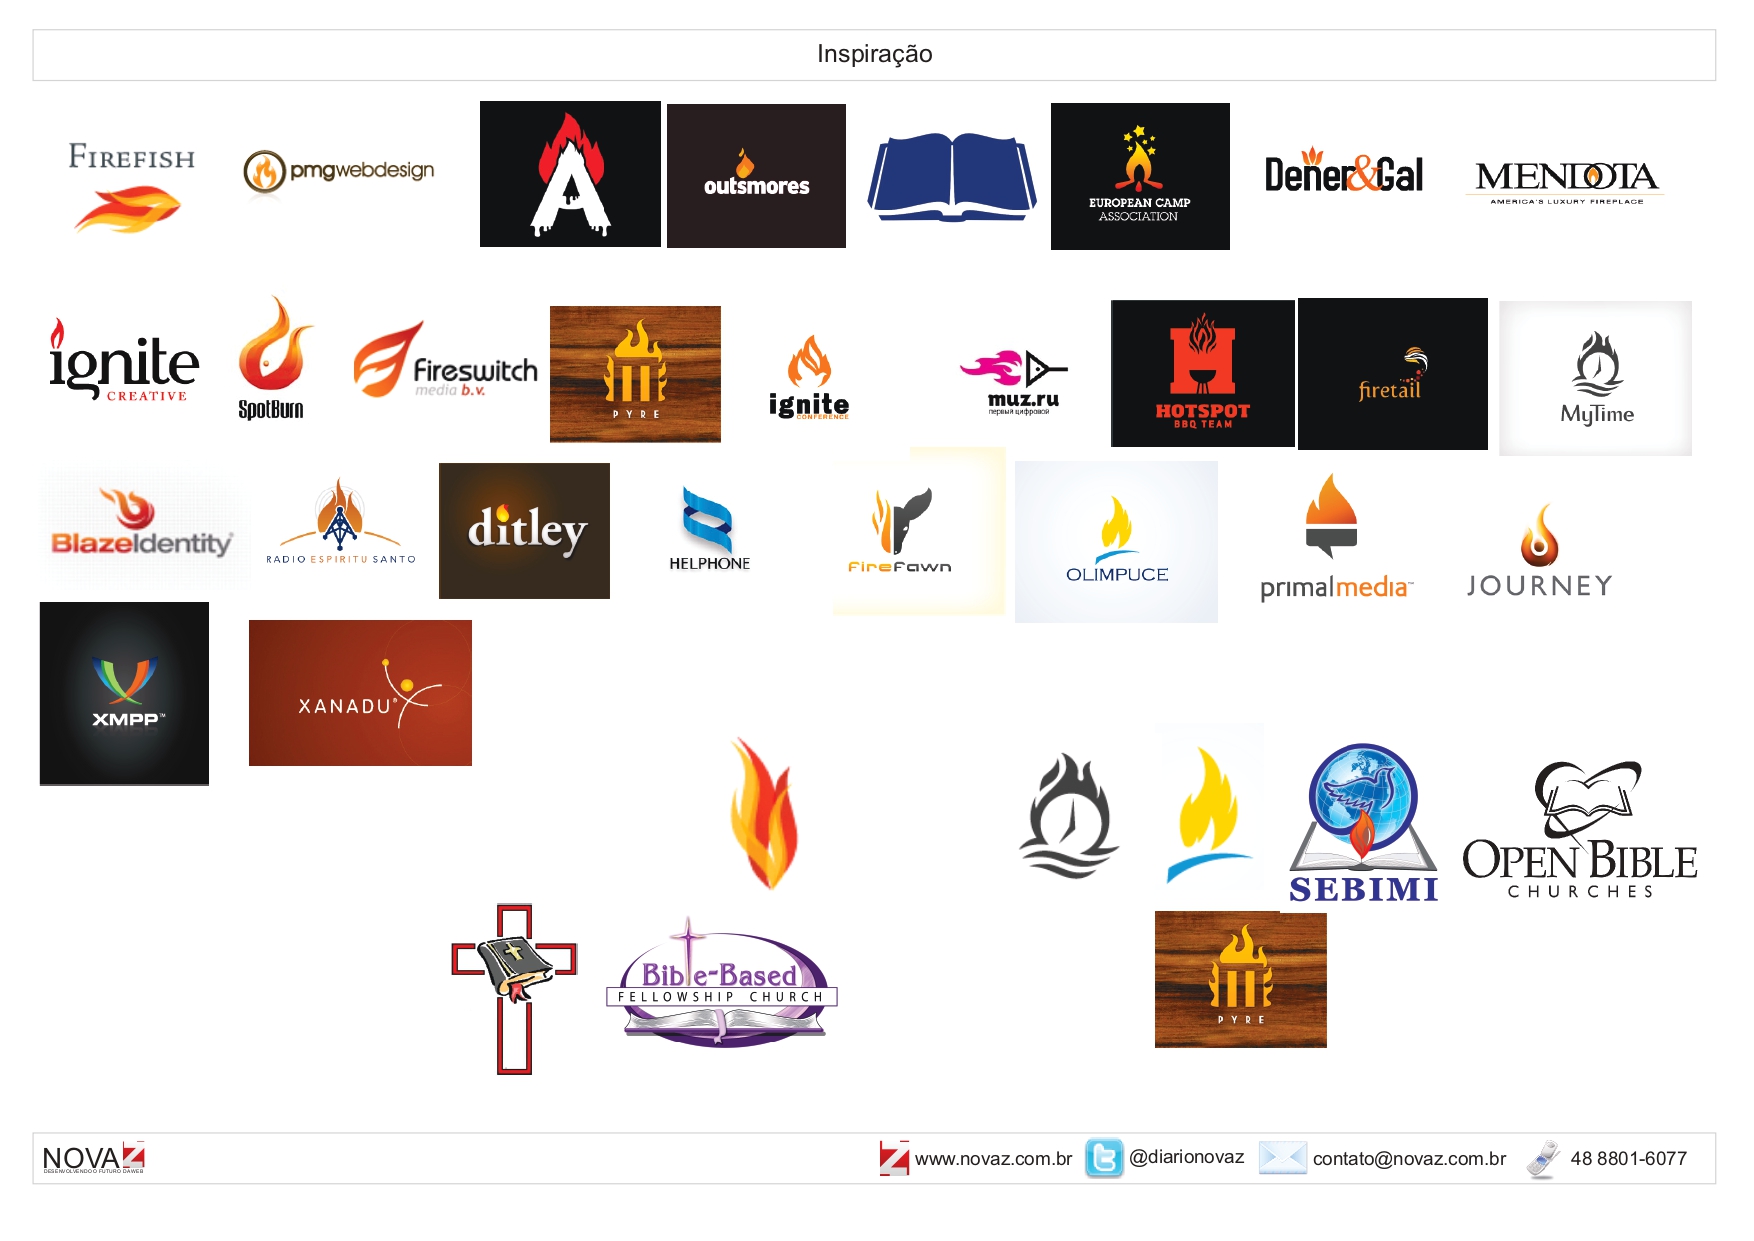 Inspiração
FIREFISH
pmgwebdesign
A
outsmores
EUROPEAN CAMP
ASSOCIATION
Dener&Gal
MENDOTA
AMERICA'S LUXURY FIREPLACE
ignite
CREATIVE
SpotBurn
fireswitch
media b.v.
PYRE
ignite
CONFERENCE
muz.ru
первый цифровой
HOTSPOT
BBQ TEAM
firetail
MyTime
BlazeIdentity®
RADIO ESPIRITU SANTO
ditley
HELPHONE
FireFawn
OLIMPUCE
primalmedia™
JOURNEY
XMPP™
XANADU®
SEBIMI
OPEN BIBLE
CHURCHES
Bible-Based
FELLOWSHIP CHURCH
PYRE
NOVAZ
DESENVOLVENDO O FUTURO DA WEB
www.novaz.com.br
@diarionovaz
contato@novaz.com.br
48 8801-6077